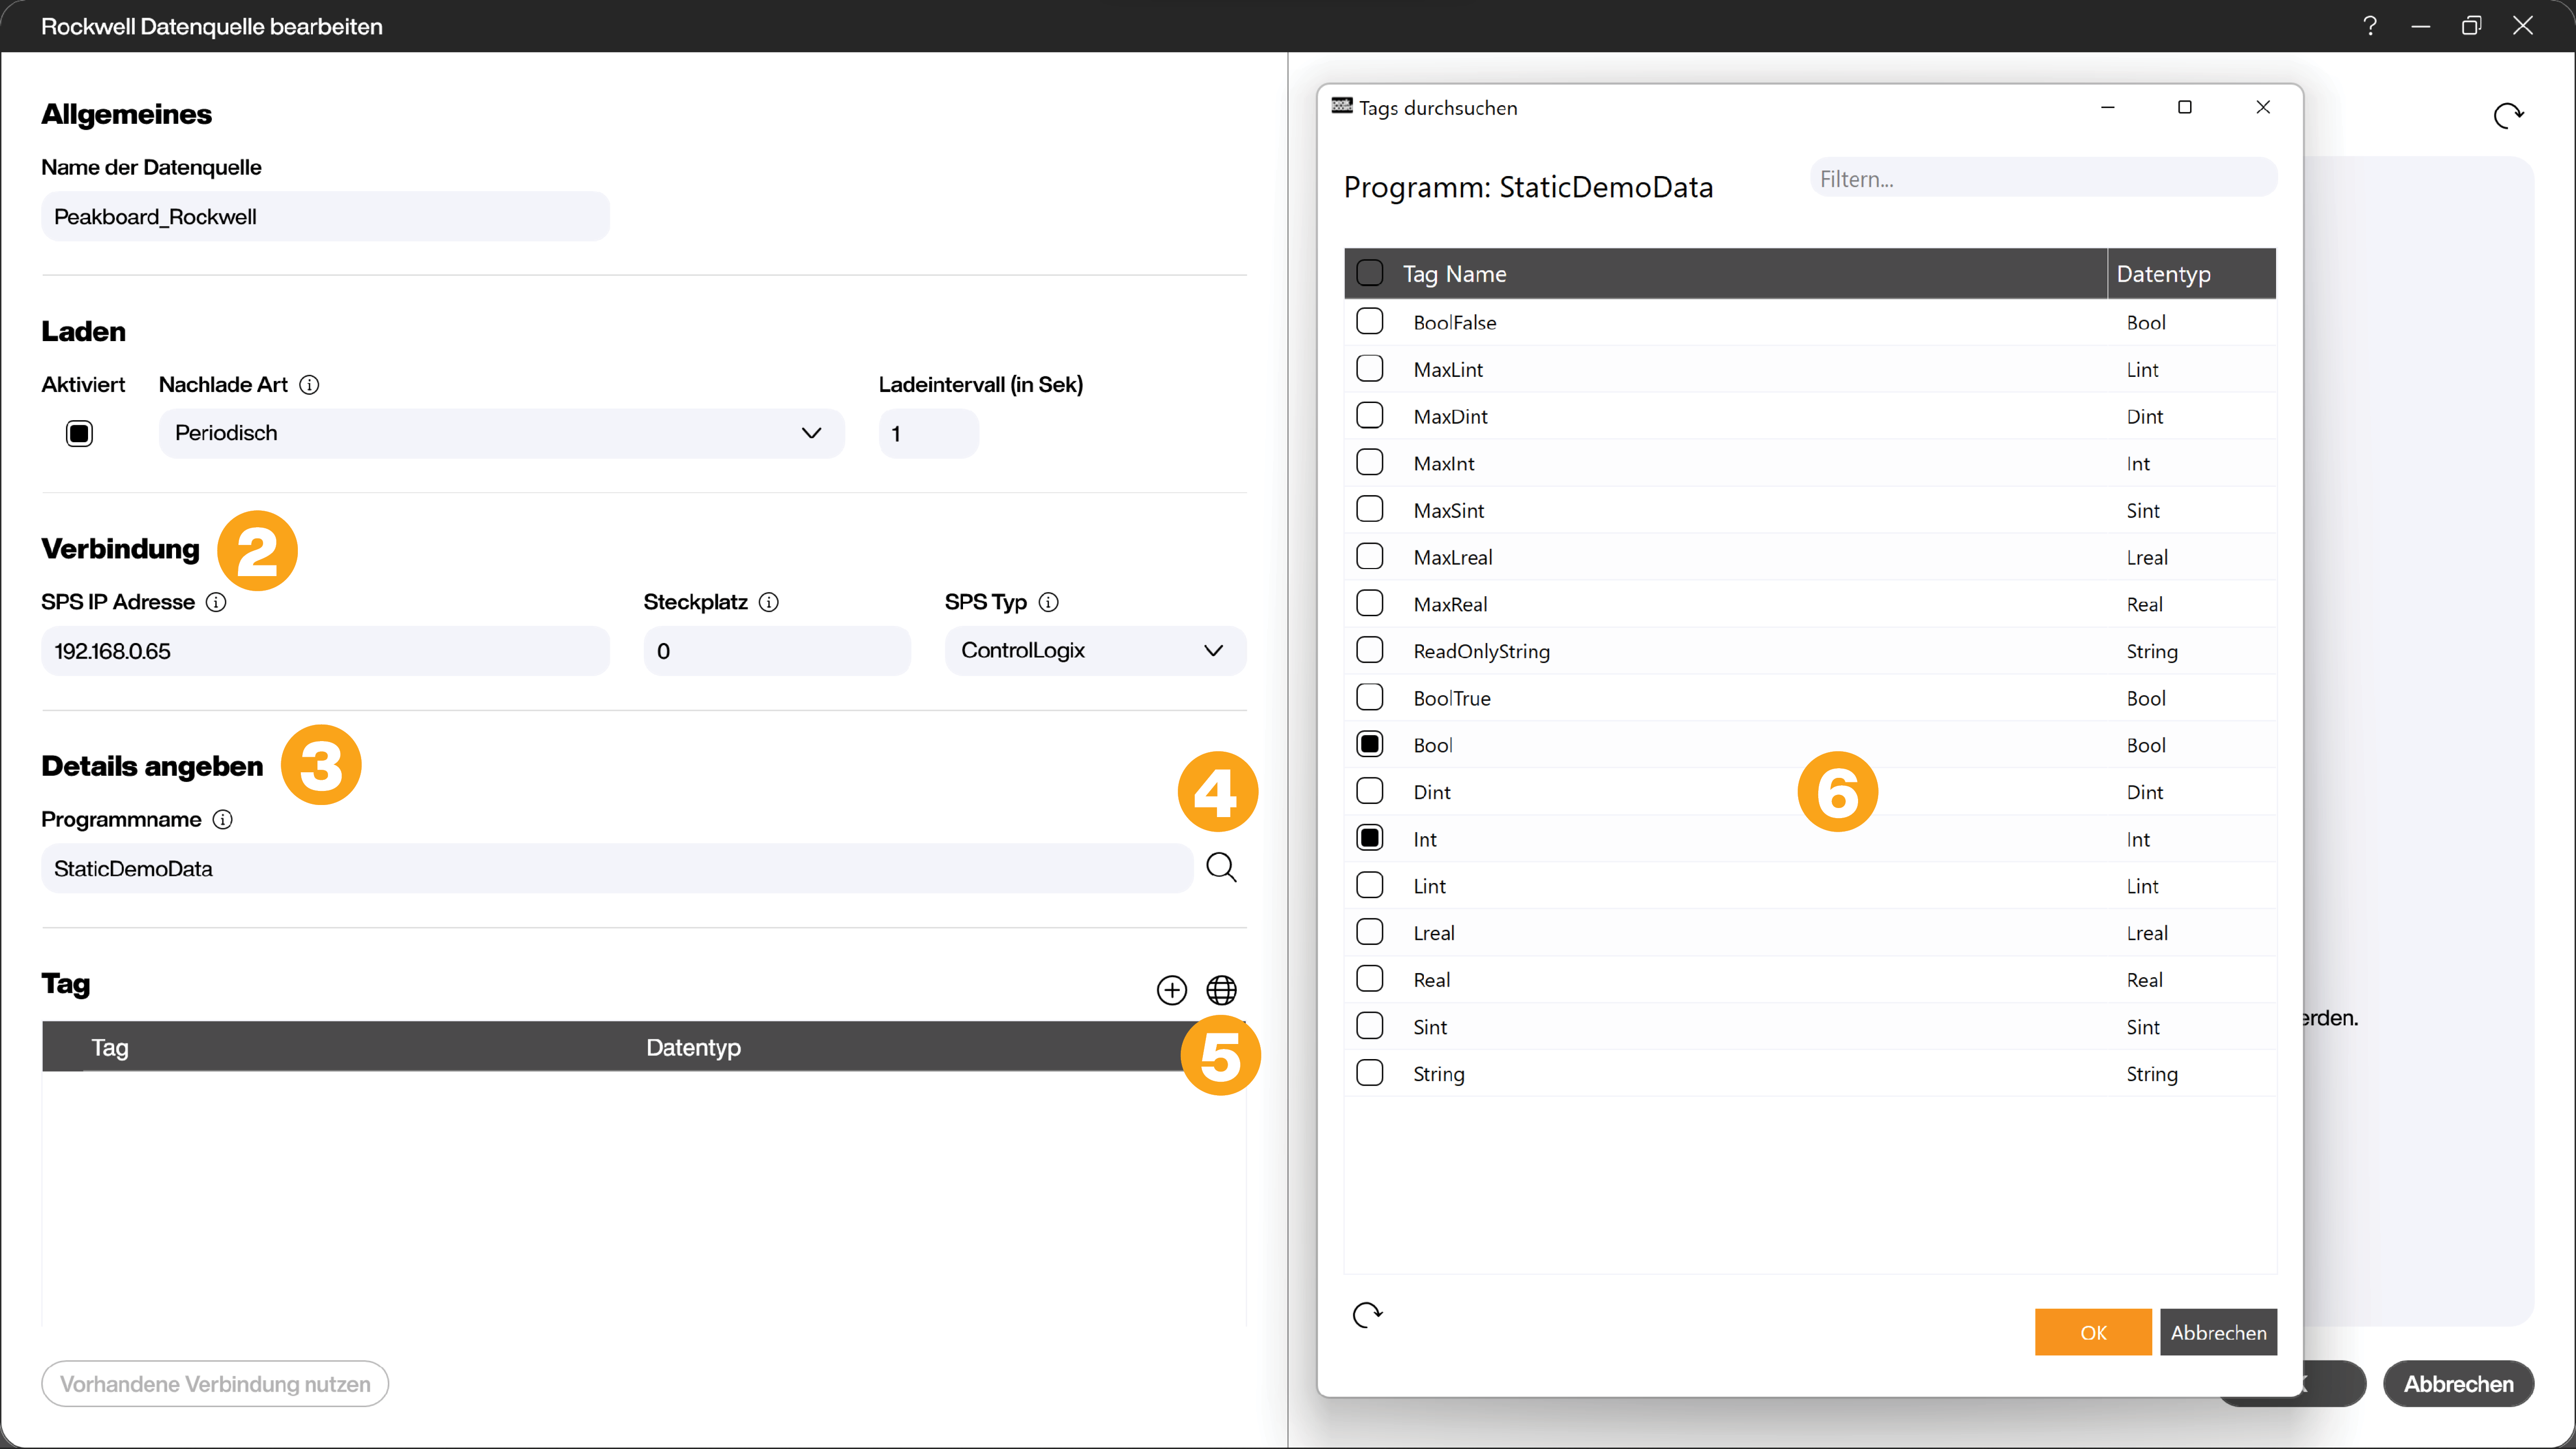 Rockwell Datenquelle bearbeiten
Allgemeines
Name der Datenquelle
Peakboard_Rockwell
Laden
Aktiviert Nachlade Art Ladeintervall (in Sek)
Periodisch 1
Verbindung 2
SPS IP Adresse Steckplatz SPS Typ
192.168.0.65 0 ControlLogix
Details angeben 3
4
Programmname
StaticDemoData
Tag
Tag Datentyp
5
Vorhandene Verbindung nutzen
Tags durchsuchen
Programm: StaticDemoData Filtern...
Tag Name Datentyp
BoolFalse Bool
MaxLint Lint
MaxDint Dint
MaxInt Int
MaxSint Sint
MaxLreal Lreal
MaxReal Real
ReadOnlyString String
BoolTrue Bool
Bool Bool
Dint 6 Dint
Int Int
Lint Lint
Lreal Lreal
Real Real
Sint Sint
String String
OK Abbrechen
erden.
Abbrechen